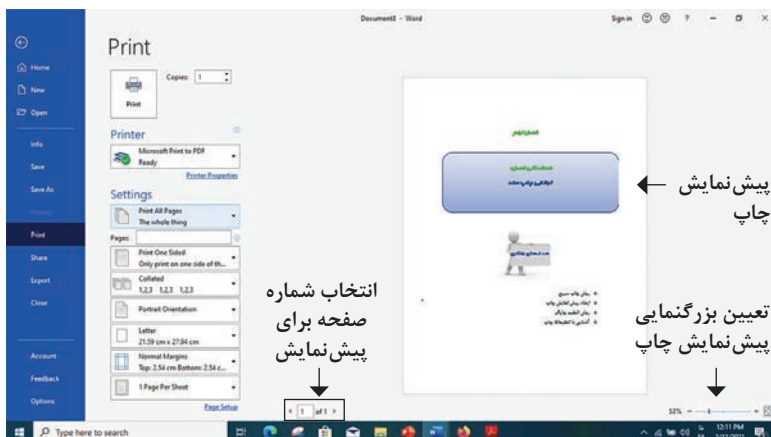 Document8 - Word
Sign in
?
Home
New
Open
Info
Save
Save As
Print
Share
Export
Close
Account
Feedback
Options
Print
Copies: 1
Print
Printer
Microsoft Print to PDF
Ready
Printer Properties
Settings
Print All Pages
The whole thing
Pages:
Print One Sided
Only print on one side of th...
Collated
1,2,3 1,2,3 1,2,3
Portrait Orientation
Letter
21.59 cm x 27.94 cm
Normal Margins
Top: 2.54 cm Bottom: 2.54 c...
1 Page Per Sheet
Page Setup
پیش‌نمایش
چاپ
انتخاب شماره
صفحه برای
پیش‌نمایش
تعیین بزرگنمایی
پیش‌نمایش چاپ
1 of 1
Type here to search
12:11 PM